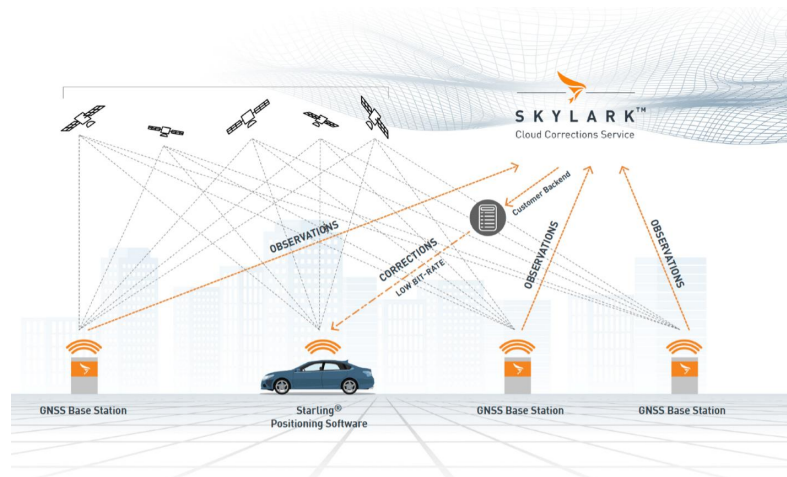 SKYLARK™
Cloud Corrections Service
Customer Backend
OBSERVATIONS
CORRECTIONS
LOW BIT-RATE
OBSERVATIONS
OBSERVATIONS
GNSS Base Station
Starling®
Positioning Software
GNSS Base Station
GNSS Base Station